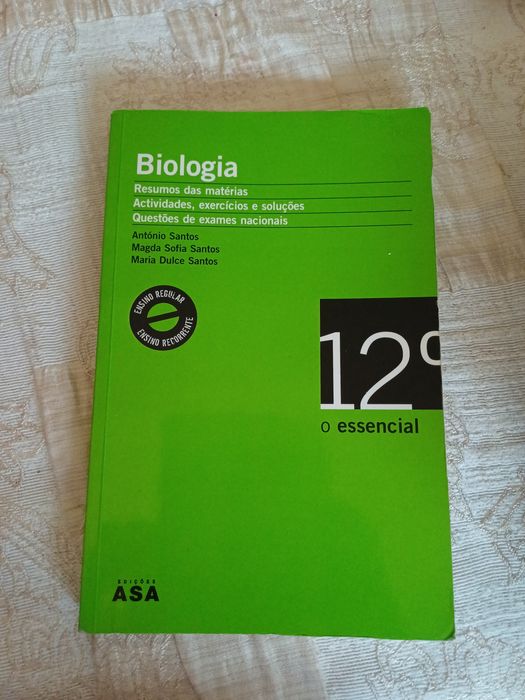 Biologia
Resumos das matérias
Actividades, exercícios e soluções
Questões de exames nacionais
António Santos
Magda Sofia Santos
Maria Dulce Santos
ENSINO REGULAR
ENSINO RECORRENTE
12º
o essencial
EDIÇÕES
ASA